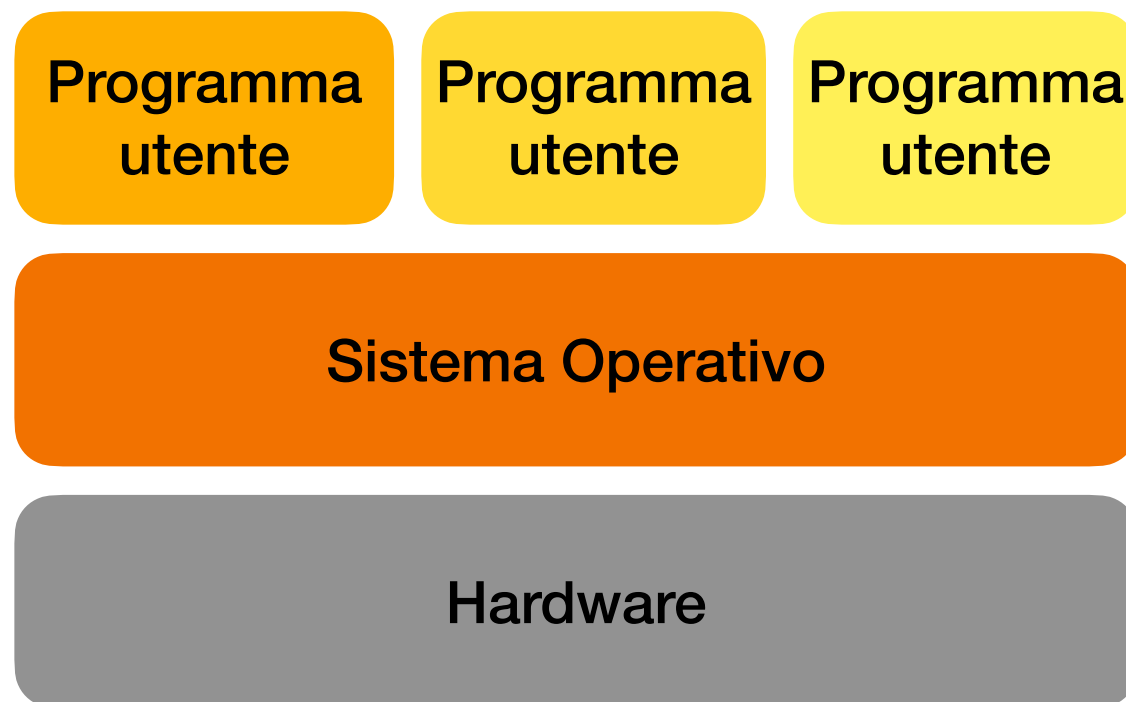 Programma
utente
Programma
utente
Programma
utente
Sistema Operativo
Hardware